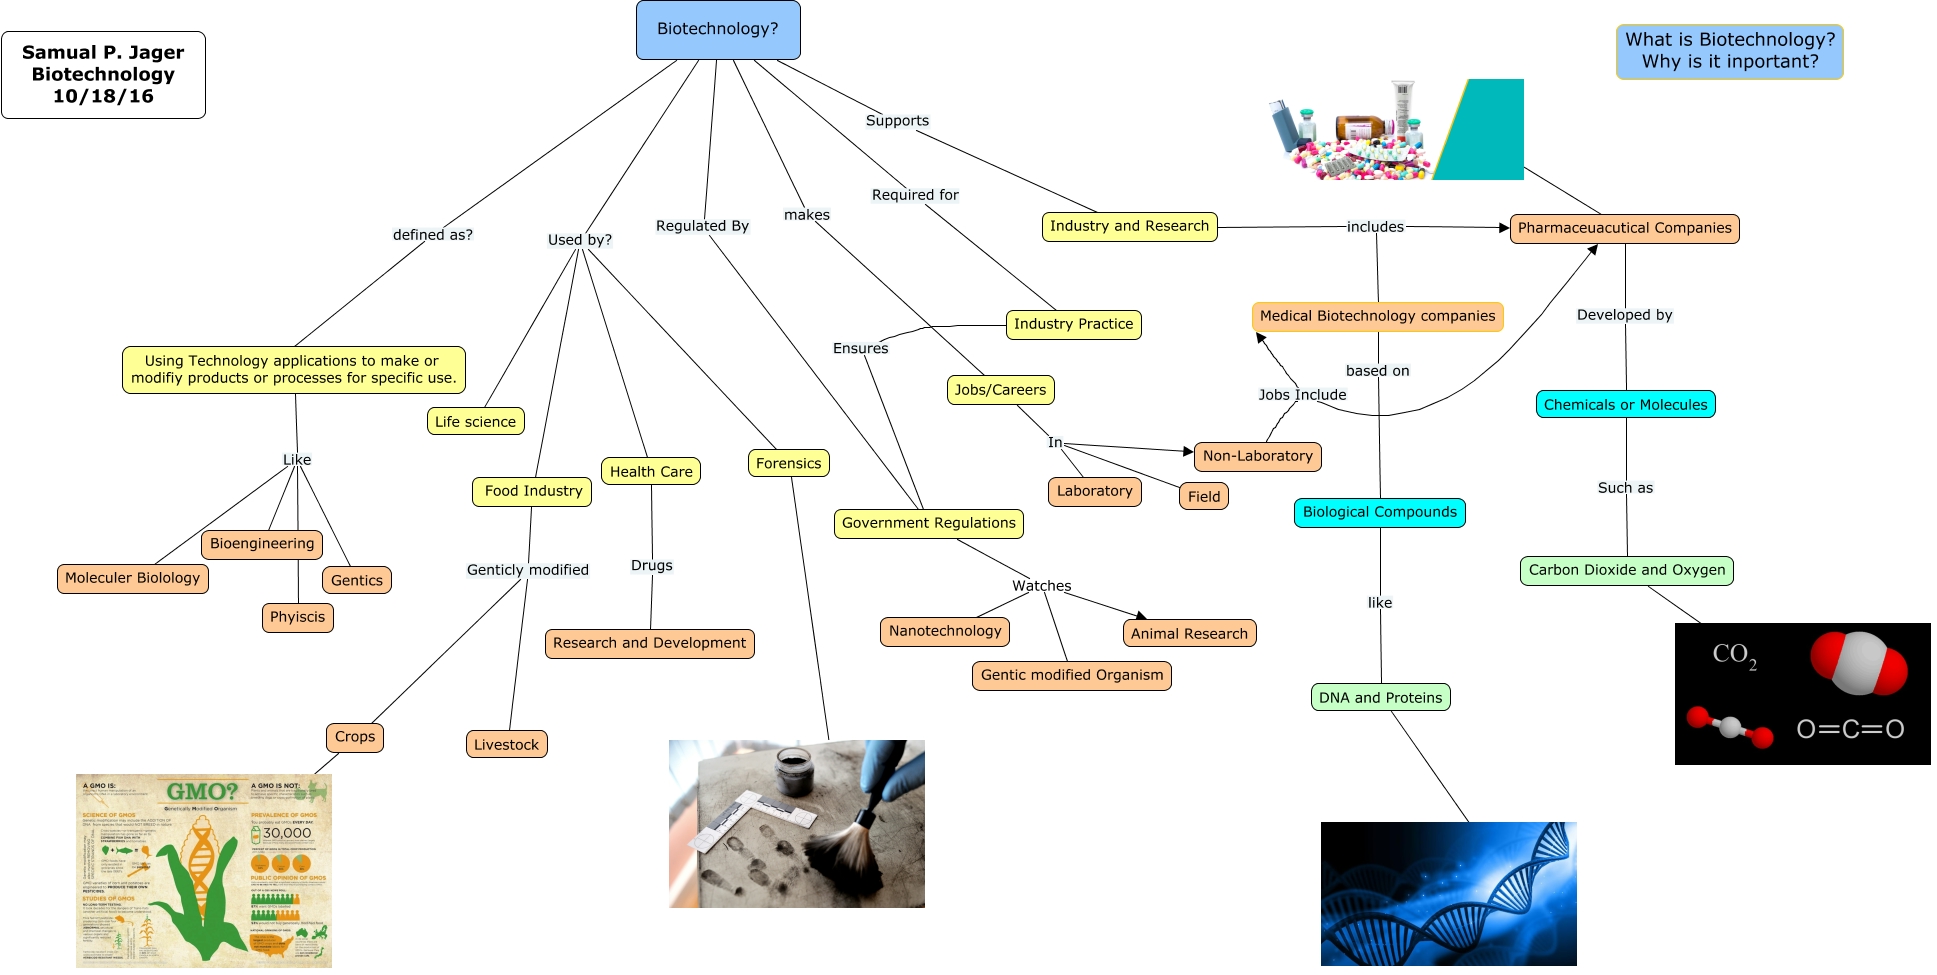 Biotechnology?
Samual P. Jager
Biotechnology
10/18/16
What is Biotechnology?
Why is it inportant?
Supports
Required for
makes
Regulated By
Used by?
defined as?
Industry and Research
includes
Pharmaceuacutical Companies
Medical Biotechnology companies
Developed by
Industry Practice
Ensures
based on
Jobs Include
Jobs/Careers
Chemicals or Molecules
Using Technology applications to make or
modifiy products or processes for specific use.
Life science
In
Non-Laboratory
Laboratory
Field
Like
Health Care
Forensics
Food Industry
Such as
Biological Compounds
Government Regulations
Bioengineering
Moleculer Biolology
Gentics
Phyiscis
Genticly modified
Drugs
Watches
Carbon Dioxide and Oxygen
like
Nanotechnology
Animal Research
Gentic modified Organism
Research and Development
DNA and Proteins
Crops
Livestock
CO2
O=C=O
A GMO IS:
GMO?
Genetically Modified Organism
A GMO IS NOT:
SCIENCE OF GMOS
PREVALENCE OF GMOS
30,000
PUBLIC OPINION OF GMOS
STUDIES OF GMOS